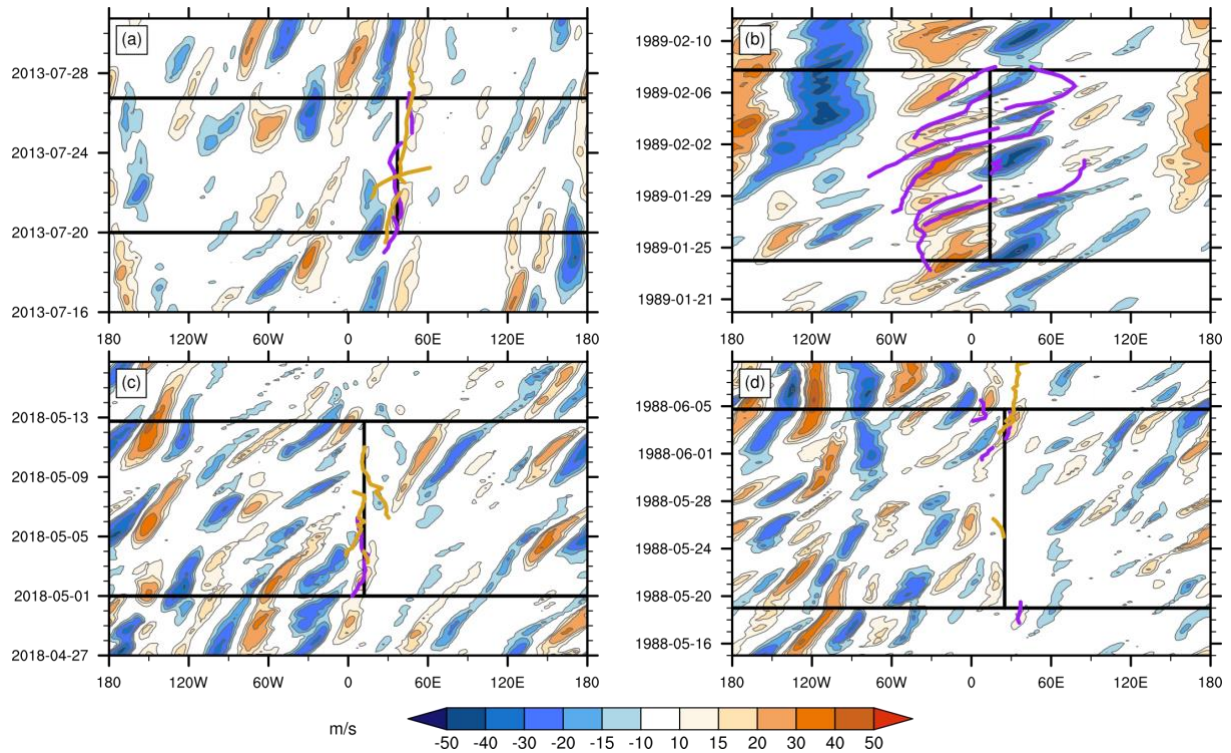 (a)
2013-07-28
2013-07-24
2013-07-20
2013-07-16
180 120W 60W 0 60E 120E 180
(b)
1989-02-10
1989-02-06
1989-02-02
1989-01-29
1989-01-25
1989-01-21
180 120W 60W 0 60E 120E 180
(c)
2018-05-13
2018-05-09
2018-05-05
2018-05-01
2018-04-27
180 120W 60W 0 60E 120E 180
(d)
1988-06-05
1988-06-01
1988-05-28
1988-05-24
1988-05-20
1988-05-16
180 120W 60W 0 60E 120E 180
m/s
-50 -40 -30 -20 -15 -10 10 15 20 30 40 50